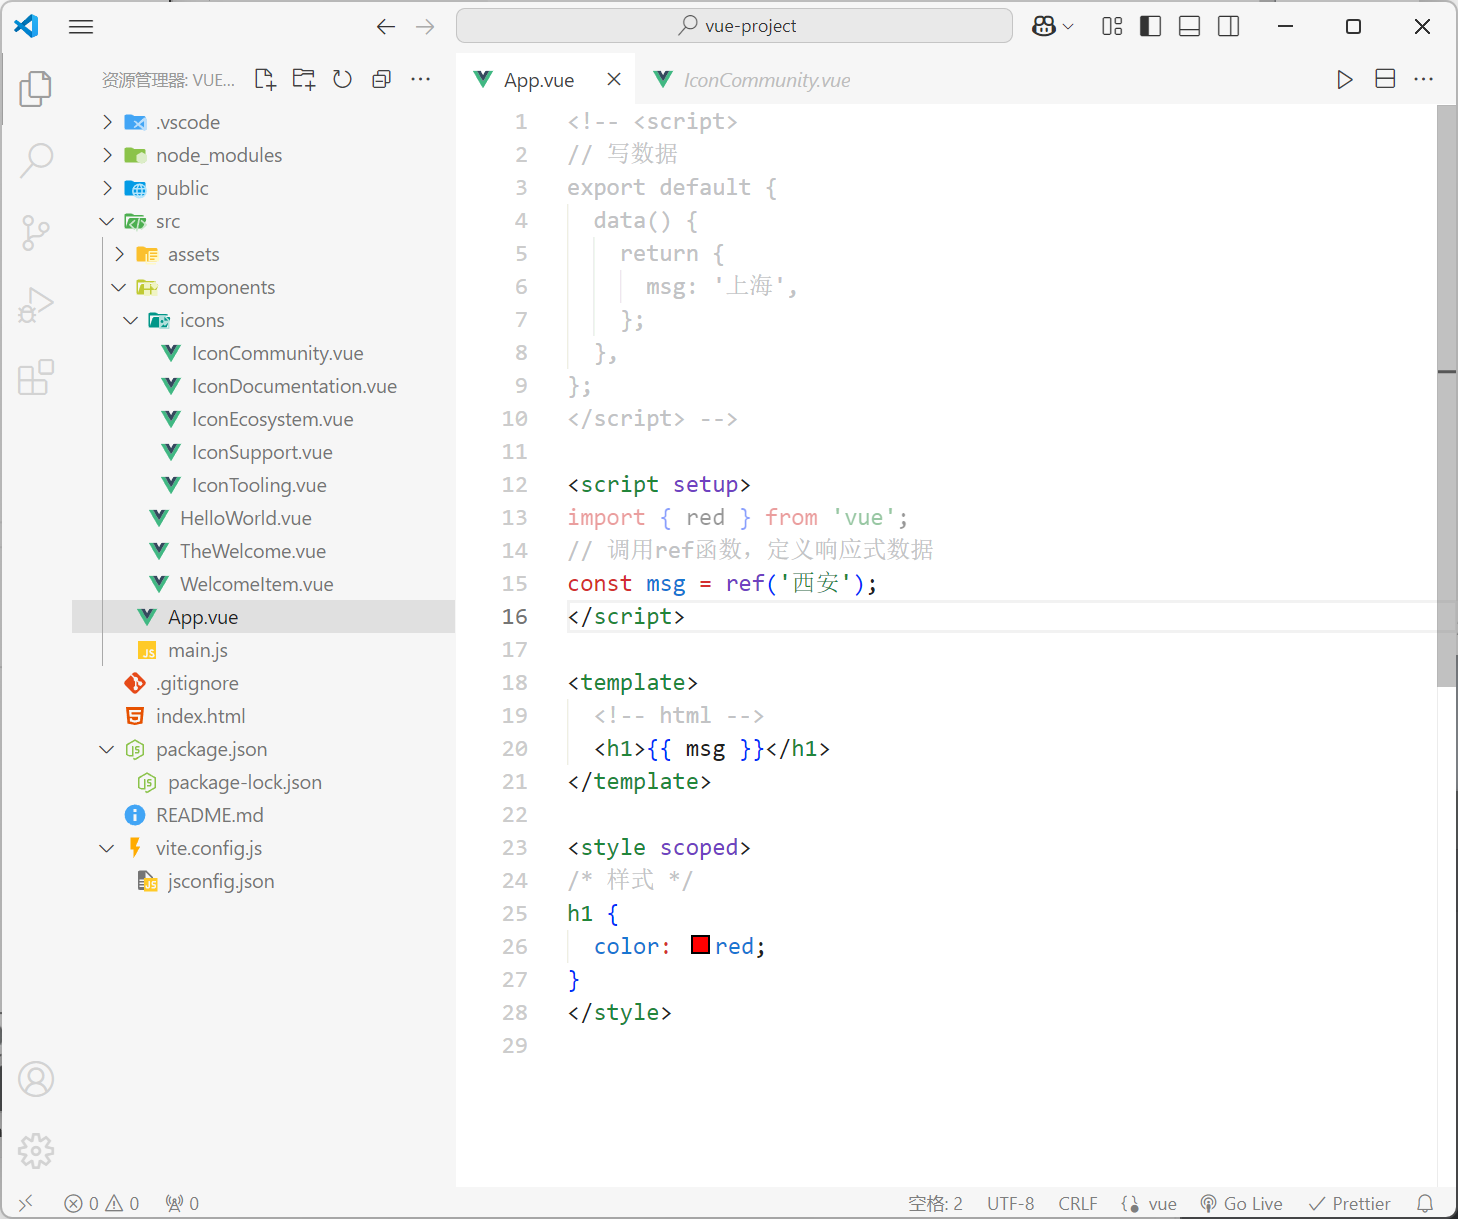 vue-project
资源管理器: VUE...
App.vue
IconCommunity.vue
.vscode
node_modules
public
src
assets
components
icons
IconCommunity.vue
IconDocumentation.vue
IconEcosystem.vue
IconSupport.vue
IconTooling.vue
HelloWorld.vue
TheWelcome.vue
WelcomeItem.vue
App.vue
main.js
.gitignore
index.html
package.json
package-lock.json
README.md
vite.config.js
jsconfig.json
1 <!-- <script>
2 // 写数据
3 export default {
4 data() {
5 return {
6 msg: '上海',
7 };
8 },
9 };
10 </script> -->
11
12 <script setup>
13 import { red } from 'vue';
14 // 调用ref函数，定义响应式数据
15 const msg = ref('西安');
16 </script>
17
18 <template>
19 <!-- html -->
20 <h1>{{ msg }}</h1>
21 </template>
22
23 <style scoped>
24 /* 样式 */
25 h1 {
26 color: red;
27 }
28 </style>
29
0 0 0 空格: 2 UTF-8 CRLF vue Go Live Prettier